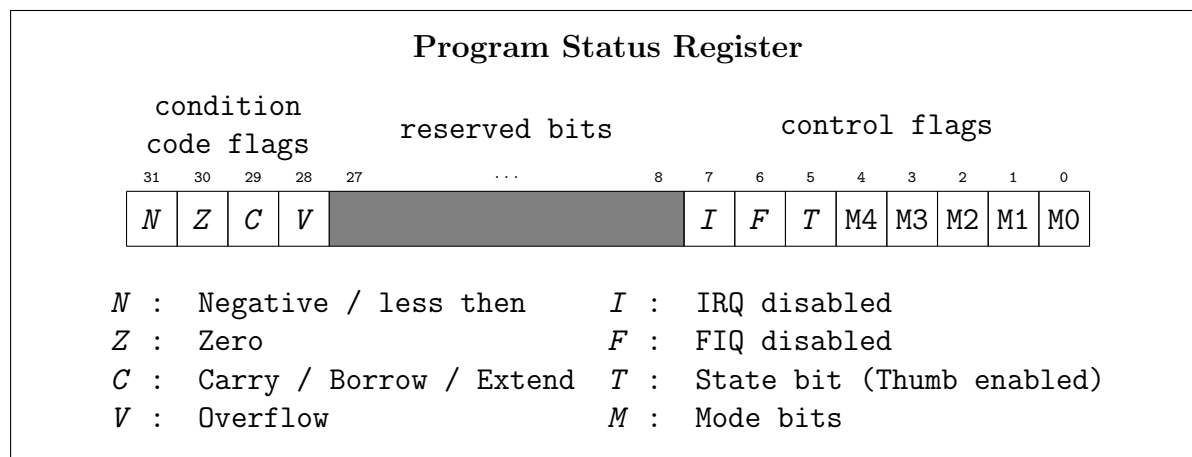 Program Status Register
condition
code flags
reserved bits
control flags
31 30 29 28 27 ... 8 7 6 5 4 3 2 1 0
N Z C V I F T M4 M3 M2 M1 M0
N : Negative / less then I : IRQ disabled
Z : Zero F : FIQ disabled
C : Carry / Borrow / Extend T : State bit (Thumb enabled)
V : Overflow M : Mode bits